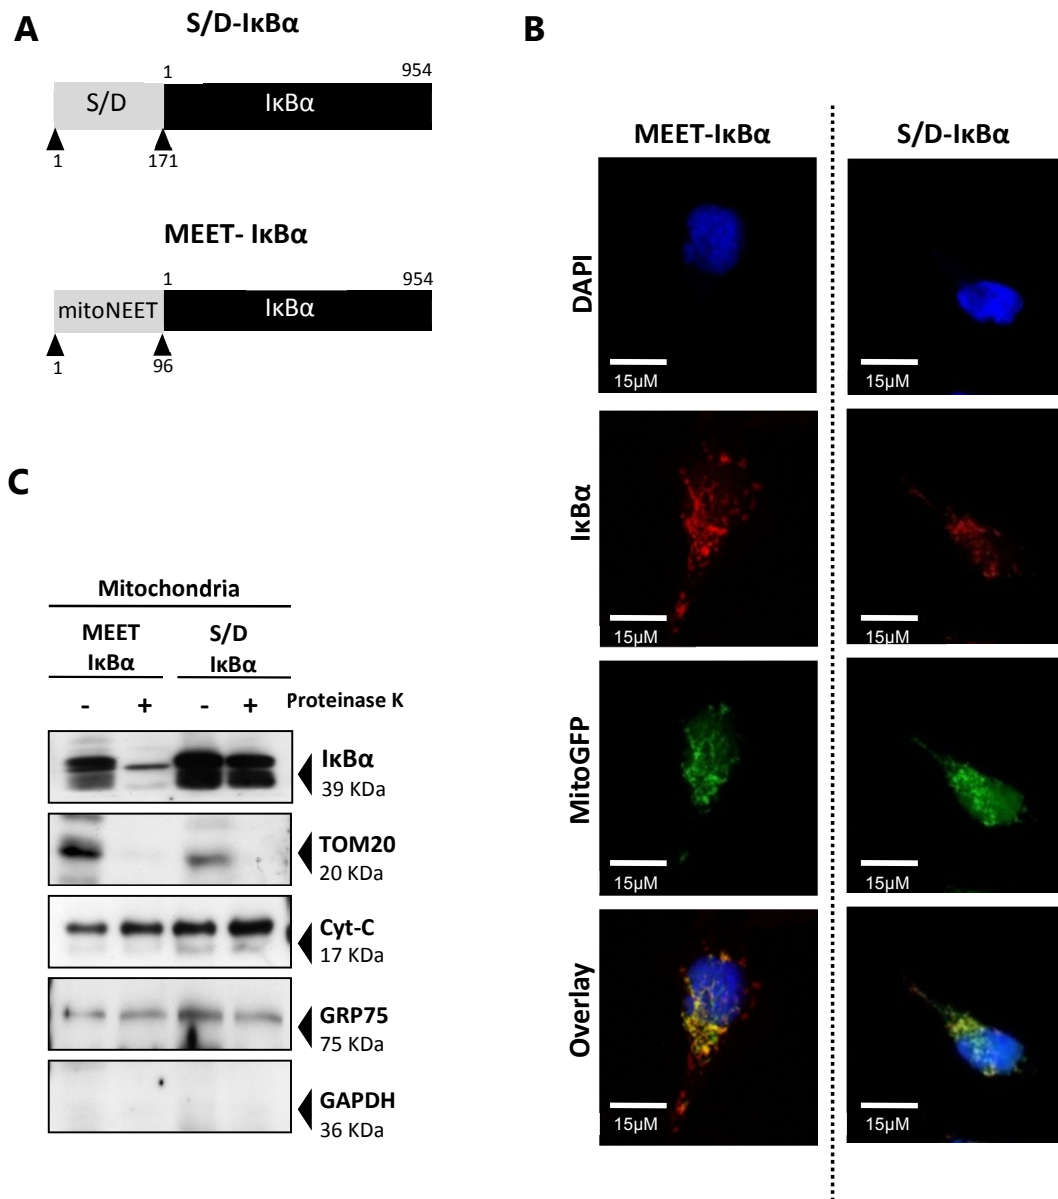 A
S/D-IκBα
1
954
S/D
IκBα
1
171
MEET- IκBα
1
954
mitoNEET
IκBα
1
96
B
MEET-IκBα
S/D-IκBα
DAPI
15µM
15µM
IκBα
15µM
15µM
MitoGFP
15µM
15µM
Overlay
15µM
15µM
C
Mitochondria
MEET
IκBα
S/D
IκBα
- + - + Proteinase K
IκBα
39 KDa
TOM20
20 KDa
Cyt-C
17 KDa
GRP75
75 KDa
GAPDH
36 KDa